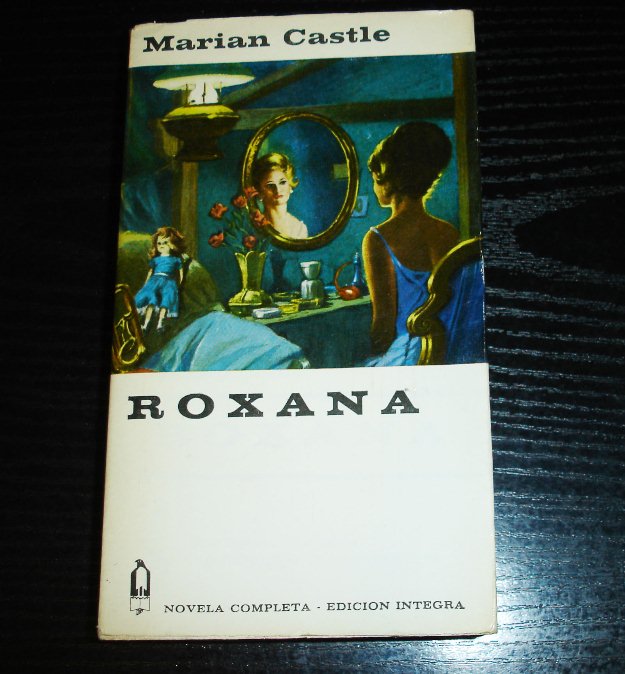 Marian Castle
ROXANA
NOVELA COMPLETA - EDICION INTEGRA